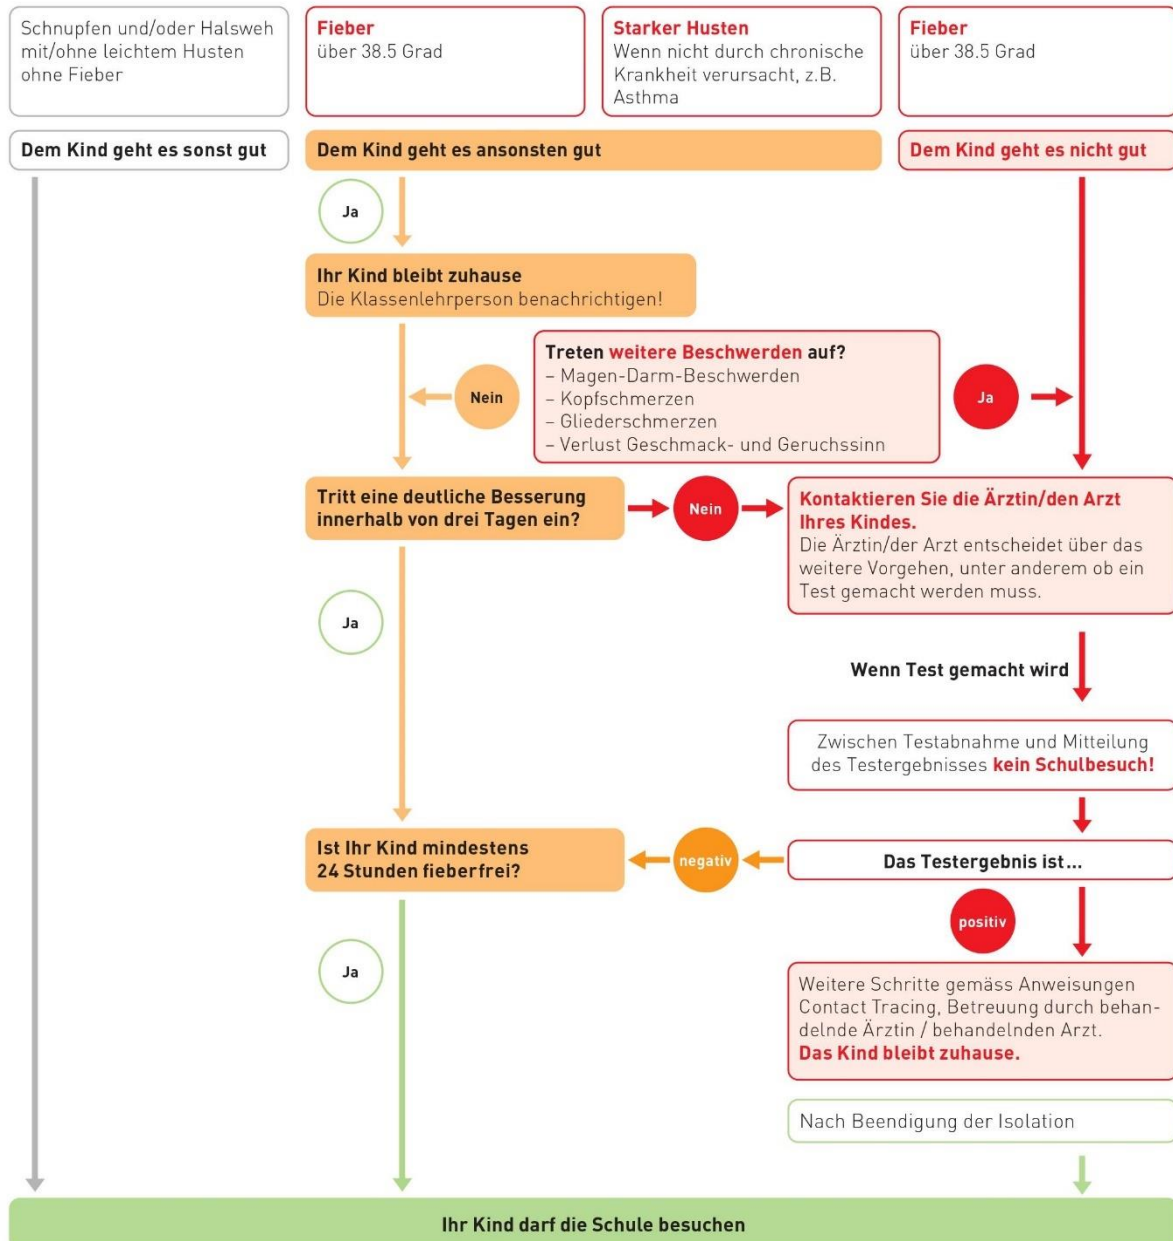 Schnupfen und/oder Halsweh
mit/ohne leichtem Husten
ohne Fieber
Fieber
über 38.5 Grad
Starker Husten
Wenn nicht durch chronische
Krankheit verursacht, z.B.
Asthma
Fieber
über 38.5 Grad
Dem Kind geht es sonst gut
Dem Kind geht es ansonsten gut
Dem Kind geht es nicht gut
Ja
Ihr Kind bleibt zuhause
Die Klassenlehrperson benachrichtigen!
Treten weitere Beschwerden auf?
– Magen-Darm-Beschwerden
– Kopfschmerzen
– Gliederschmerzen
– Verlust Geschmack- und Geruchssinn
Nein
Ja
Tritt eine deutliche Besserung
innerhalb von drei Tagen ein?
Nein
Kontaktieren Sie die Ärztin/den Arzt
Ihres Kindes.
Die Ärztin/der Arzt entscheidet über das
weitere Vorgehen, unter anderem ob ein
Test gemacht werden muss.
Ja
Wenn Test gemacht wird
Zwischen Testabnahme und Mitteilung
des Testergebnisses kein Schulbesuch!
Ist Ihr Kind mindestens
24 Stunden fieberfrei?
negativ
Das Testergebnis ist...
positiv
Ja
Weitere Schritte gemäss Anweisungen
Contact Tracing, Betreuung durch behan-
delnde Ärztin / behandelnden Arzt.
Das Kind bleibt zuhause.
Nach Beendigung der Isolation
Ihr Kind darf die Schule besuchen